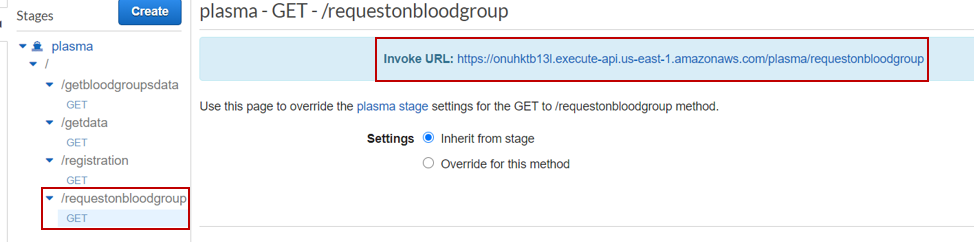 Stages
Create
plasma
/
/getbloodgroupsdata
GET
/getdata
GET
/registration
GET
/requestonbloodgroup
GET
plasma - GET - /requestonbloodgroup
Invoke URL: https://onuhktb13l.execute-api.us-east-1.amazonaws.com/plasma/requestonbloodgroup
Use this page to override the plasma stage settings for the GET to /requestonbloodgroup method.
Settings Inherit from stage
Override for this method